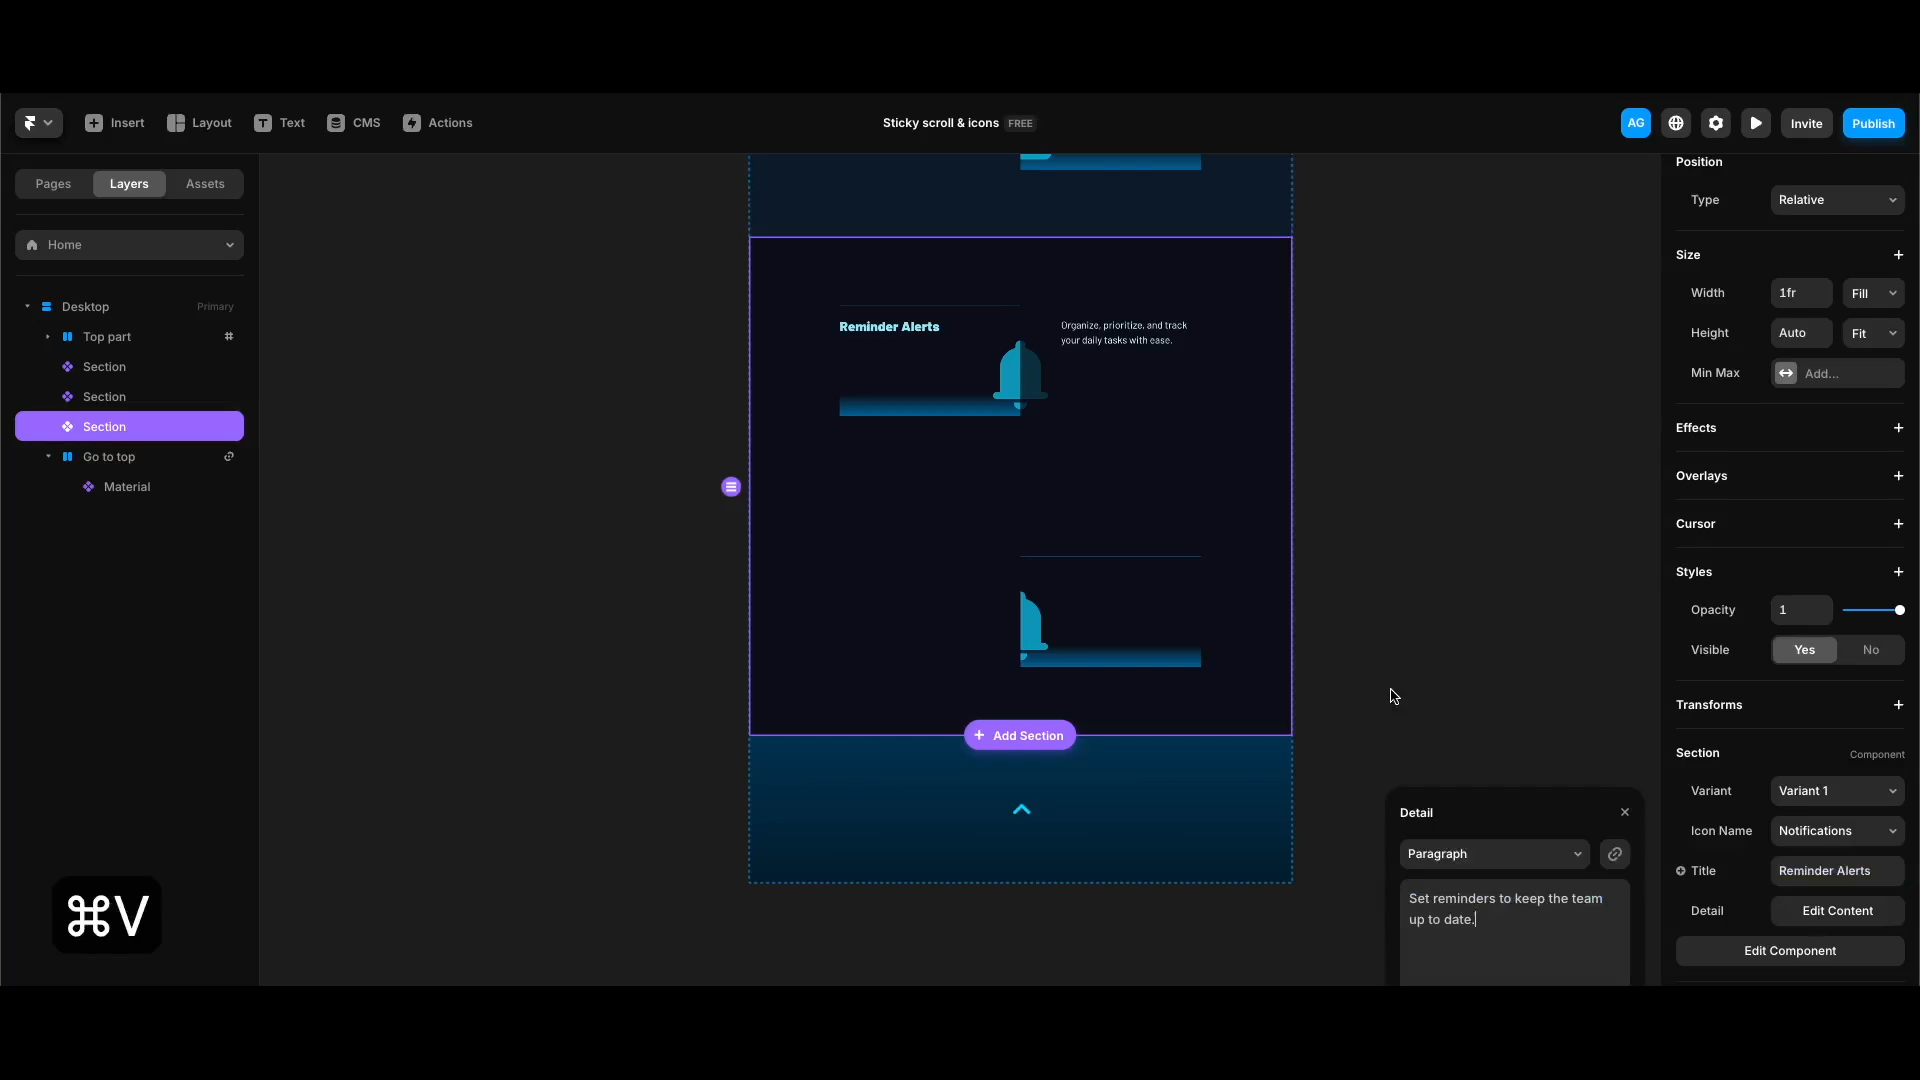 Insert
Layout
Text
CMS
Actions
Sticky scroll & icons FREE
AG
Invite
Publish
Pages
Layers
Assets
Home
Desktop
Primary
Top part
Section
Section
Section
Go to top
Material
⌘V
Reminder Alerts
Organize, prioritize, and track
your daily tasks with ease.
+ Add Section
Detail
Paragraph
Set reminders to keep the team
up to date.
Position
Type
Relative
Size
Width
1fr
Fill
Height
Auto
Fit
Min Max
Add...
Effects
Overlays
Cursor
Styles
Opacity
1
Visible
Yes
No
Transforms
Section
Component
Variant
Variant 1
Icon Name
Notifications
Title
Reminder Alerts
Detail
Edit Content
Edit Component